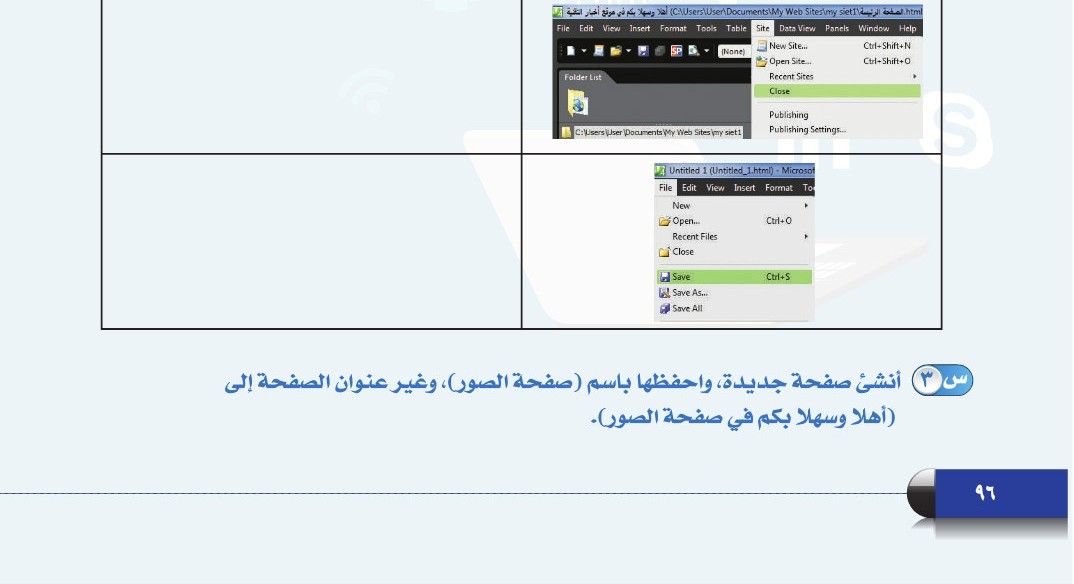 أهلا وسهلا بكم في موقع أخبار التقنية (C:\Users\User\Documents\My Web Sites\my siet1\الصفحة الرئيسة.html
File Edit View Insert Format Tools Table Site Data View Panels Window Help
(None)
New Site... Ctrl+Shift+N
Open Site... Ctrl+Shift+O
Recent Sites
Close
Publishing
Publishing Settings...
Folder List
C:\Users\User\Documents\My Web Sites\my siet1
Untitled 1 (Untitled_1.html) - Microsof
File Edit View Insert Format To
New
Open... Ctrl+O
Recent Files
Close
Save Ctrl+S
Save As...
Save All
س٣ أنشئ صفحة جديدة، واحفظها باسم (صفحة الصور)، وغير عنوان الصفحة إلى
(أهلا وسهلا بكم في صفحة الصور).
٩٦